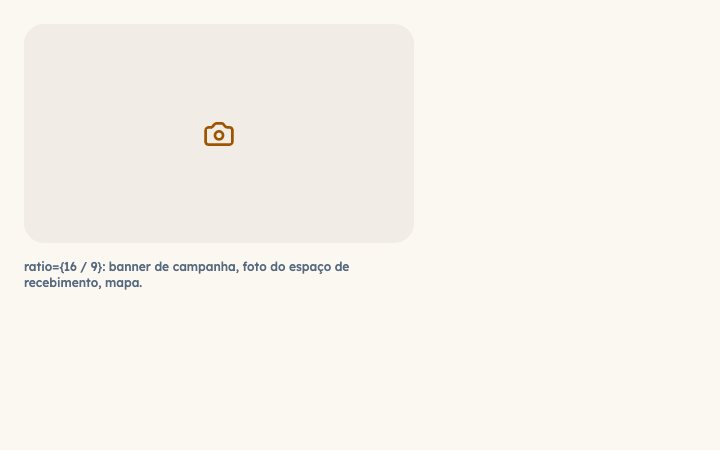 ratio={16 / 9}: banner de campanha, foto do espaço de
recebimento, mapa.